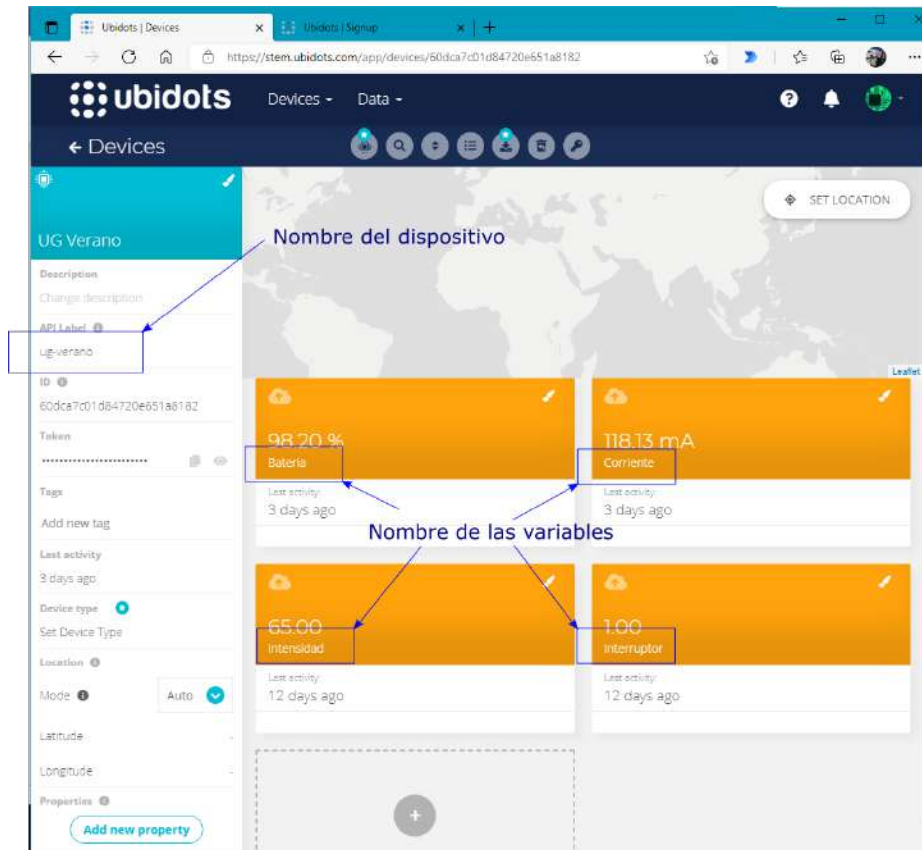 Ubidots | Devices
Ubidots | Signup
https://stem.ubidots.com/app/devices/60dca7c01d84720e651a8182
ubidots
Devices
Data
Devices
SET LOCATION
UG Verano
Nombre del dispositivo
Description
Change description
API Label
ug-verano
Leaflet
ID
60dca7c01d84720e651a8182
98.20 %
Bateria
118.13 mA
Corriente
Token
Last activity
3 days ago
Last activity
3 days ago
Tags
Add new tag
Nombre de las variables
Last activity
3 days ago
65.00
Intensidad
1.00
Interruptor
Device type
Set Device Type
Location
Mode
Auto
Last activity
12 days ago
Last activity
12 days ago
Latitude
Longitude
Properties
Add new property